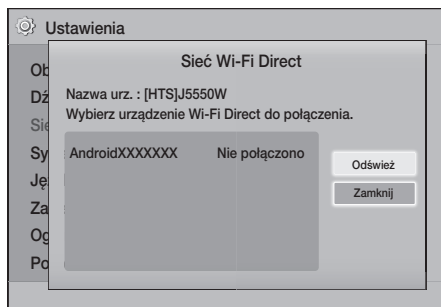 Ustawienia
Sieć Wi-Fi Direct
Nazwa urz. : [HTS]J5550W
Wybierz urządzenie Wi-Fi Direct do połączenia.
AndroidXXXXXXX Nie połączono
Odśwież
Zamknij